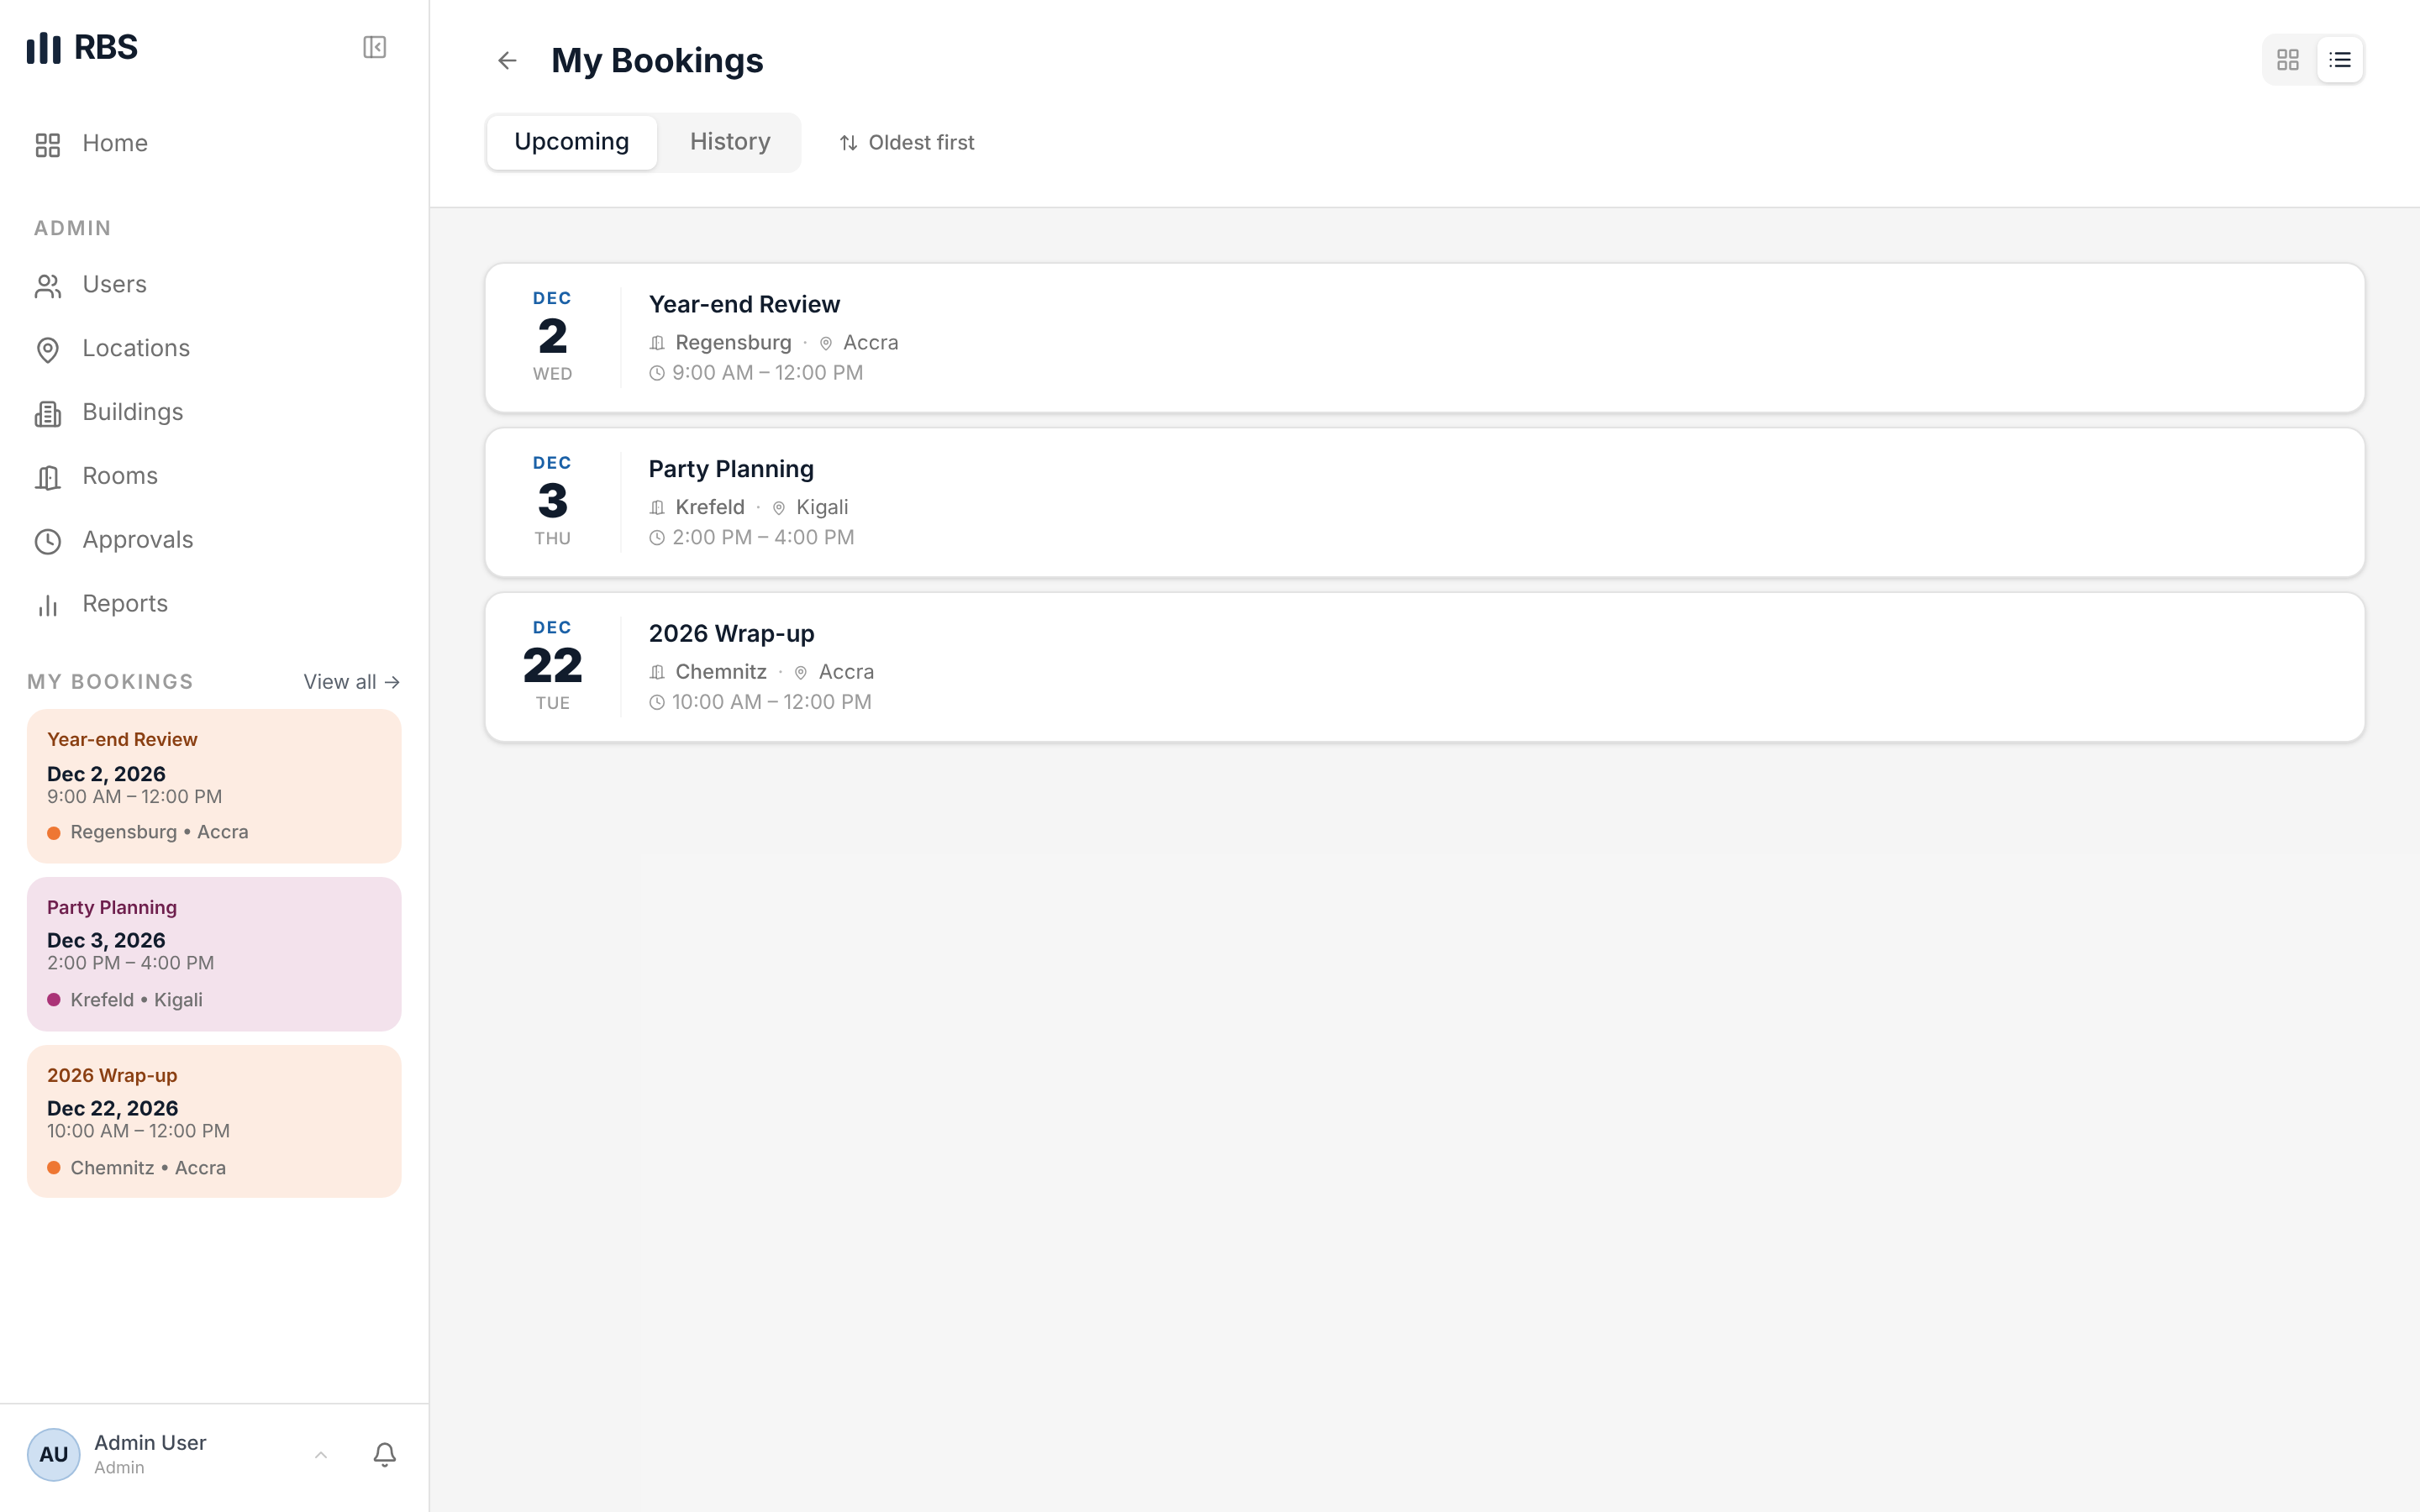 RBS
Home
ADMIN
Users
Locations
Buildings
Rooms
Approvals
Reports
MY BOOKINGS View all →
Year-end Review
Dec 2, 2026
9:00 AM – 12:00 PM
Regensburg • Accra
Party Planning
Dec 3, 2026
2:00 PM – 4:00 PM
Krefeld • Kigali
2026 Wrap-up
Dec 22, 2026
10:00 AM – 12:00 PM
Chemnitz • Accra
AU
Admin User
Admin
My Bookings
Upcoming History Oldest first
DEC
2
WED
Year-end Review
Regensburg · Accra
9:00 AM – 12:00 PM
DEC
3
THU
Party Planning
Krefeld · Kigali
2:00 PM – 4:00 PM
DEC
22
TUE
2026 Wrap-up
Chemnitz · Accra
10:00 AM – 12:00 PM